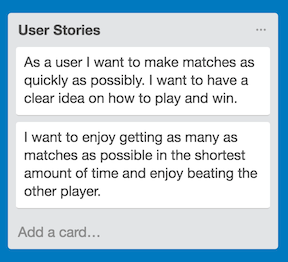 User Stories
...
As a user I want to make matches as
quickly as possibly. I want to have a
clear idea on how to play and win.
I want to enjoy getting as many as
matches as possible in the shortest
amount of time and enjoy beating the
other player.
Add a card...